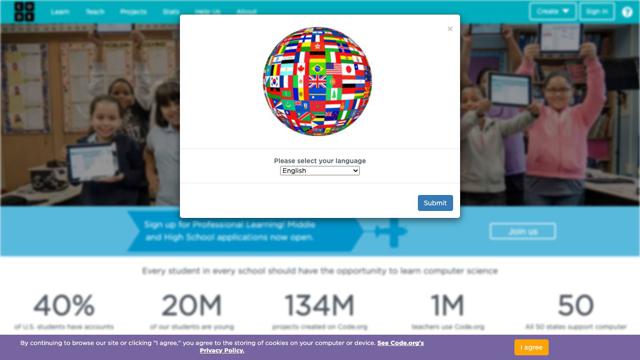 Learn Teach Projects Stats Help Us About Create Sign in
×
Please select your language
English
Submit
Sign up for Professional Learning! Middle
and High School applications now open.
Join us
Every student in every school should have the opportunity to learn computer science
40% 20M 134M 1M 50
of U.S. students have accounts of our students are young projects created on Code.org teachers use Code.org All 50 states support computer
By continuing to browse our site or clicking "I agree," you agree to the storing of cookies on your computer or device. See Code.org's
Privacy Policy.
I agree